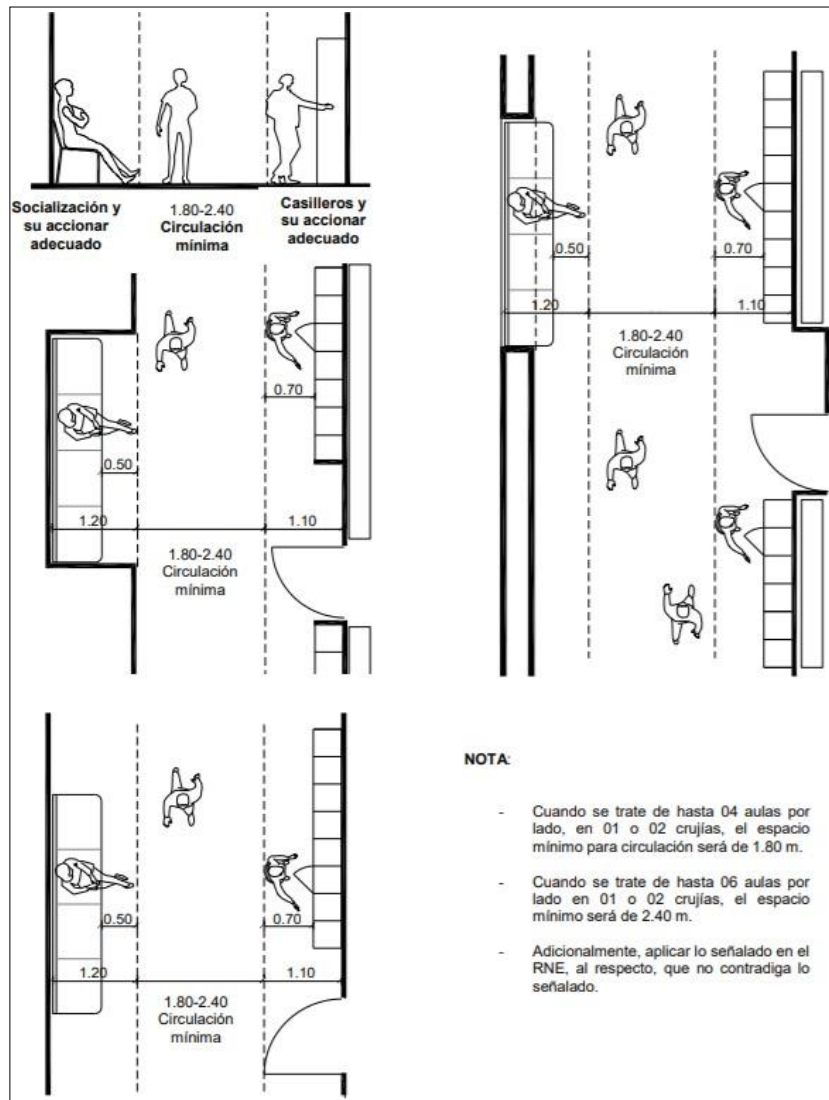 Socialización y
su accionar
adecuado
1.80-2.40
Circulación
mínima
Casilleros y
su accionar
adecuado
0.70
0.50
1.20
1.10
1.80-2.40
Circulación
mínima
0.50
0.70
1.20
1.10
1.80-2.40
Circulación
mínima
0.50
0.70
1.20
1.10
1.80-2.40
Circulación
mínima
NOTA:
- Cuando se trate de hasta 04 aulas por
lado, en 01 o 02 crujías, el espacio
mínimo para circulación será de 1.80 m.
- Cuando se trate de hasta 06 aulas por
lado en 01 o 02 crujías, el espacio
mínimo será de 2.40 m.
- Adicionalmente, aplicar lo señalado en el
RNE, al respecto, que no contradiga lo
señalado.